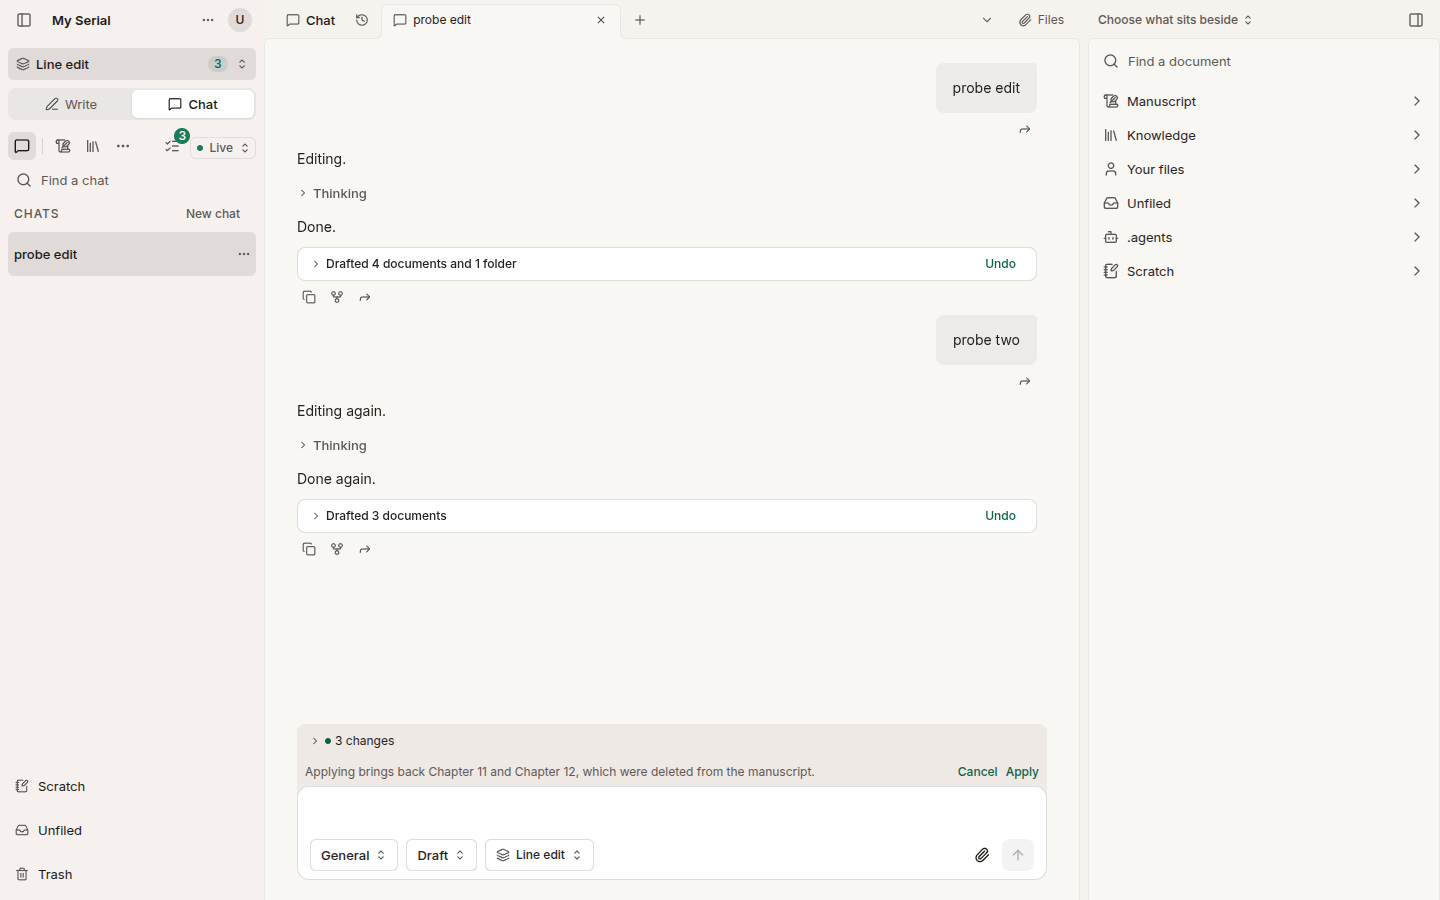 My Serial
U
Line edit
3
Write
Chat
3
Live
Find a chat
CHATS
New chat
probe edit
Scratch
Unfiled
Trash
Chat
probe edit
Files
probe edit
Editing.
Thinking
Done.
Drafted 4 documents and 1 folder
Undo
probe two
Editing again.
Thinking
Done again.
Drafted 3 documents
Undo
3 changes
Applying brings back Chapter 11 and Chapter 12, which were deleted from the manuscript.
Cancel
Apply
General
Draft
Line edit
Choose what sits beside
Find a document
Manuscript
Knowledge
Your files
Unfiled
.agents
Scratch